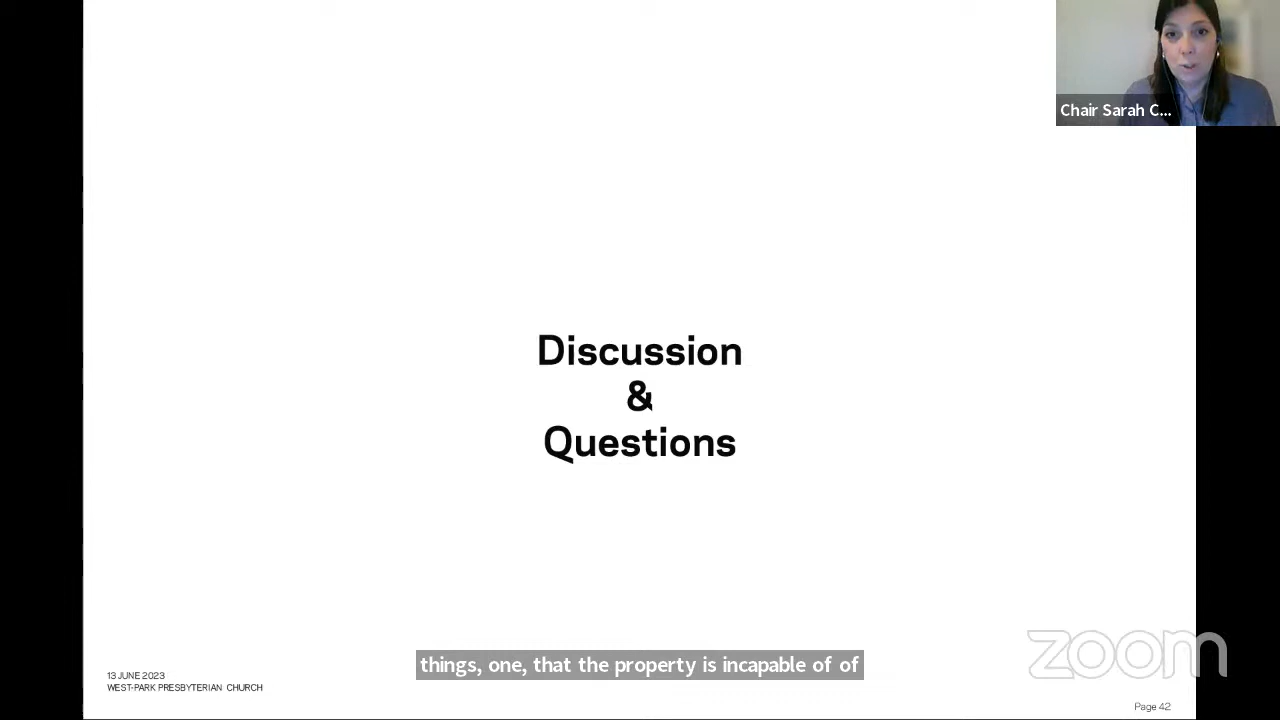 Chair Sarah C...
Discussion
&
Questions
things, one, that the property is incapable of of
zoom
13 JUNE 2023
WEST-PARK PRESBYTERIAN CHURCH
Page 42